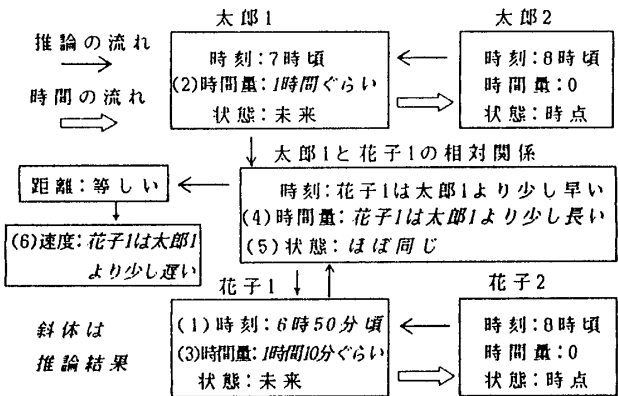 太郎1
太郎2
推論の流れ
時間の流れ
時刻:7時頃
(2)時間量:1時間ぐらい
状態:未来
時刻:8時頃
時間量:0
状態:時点
太郎1と花子1の相対関係
距離:等しい
時刻:花子1は太郎1より少し早い
(4)時間量:花子1は太郎1より少し長い
(5)状態:ほぼ同じ
(6)速度:花子1は太郎1
より少し遅い
花子1
花子2
斜体は
推論結果
(1)時刻:6時50分頃
(3)時間量:1時間10分ぐらい
状態:未来
時刻:8時頃
時間量:0
状態:時点